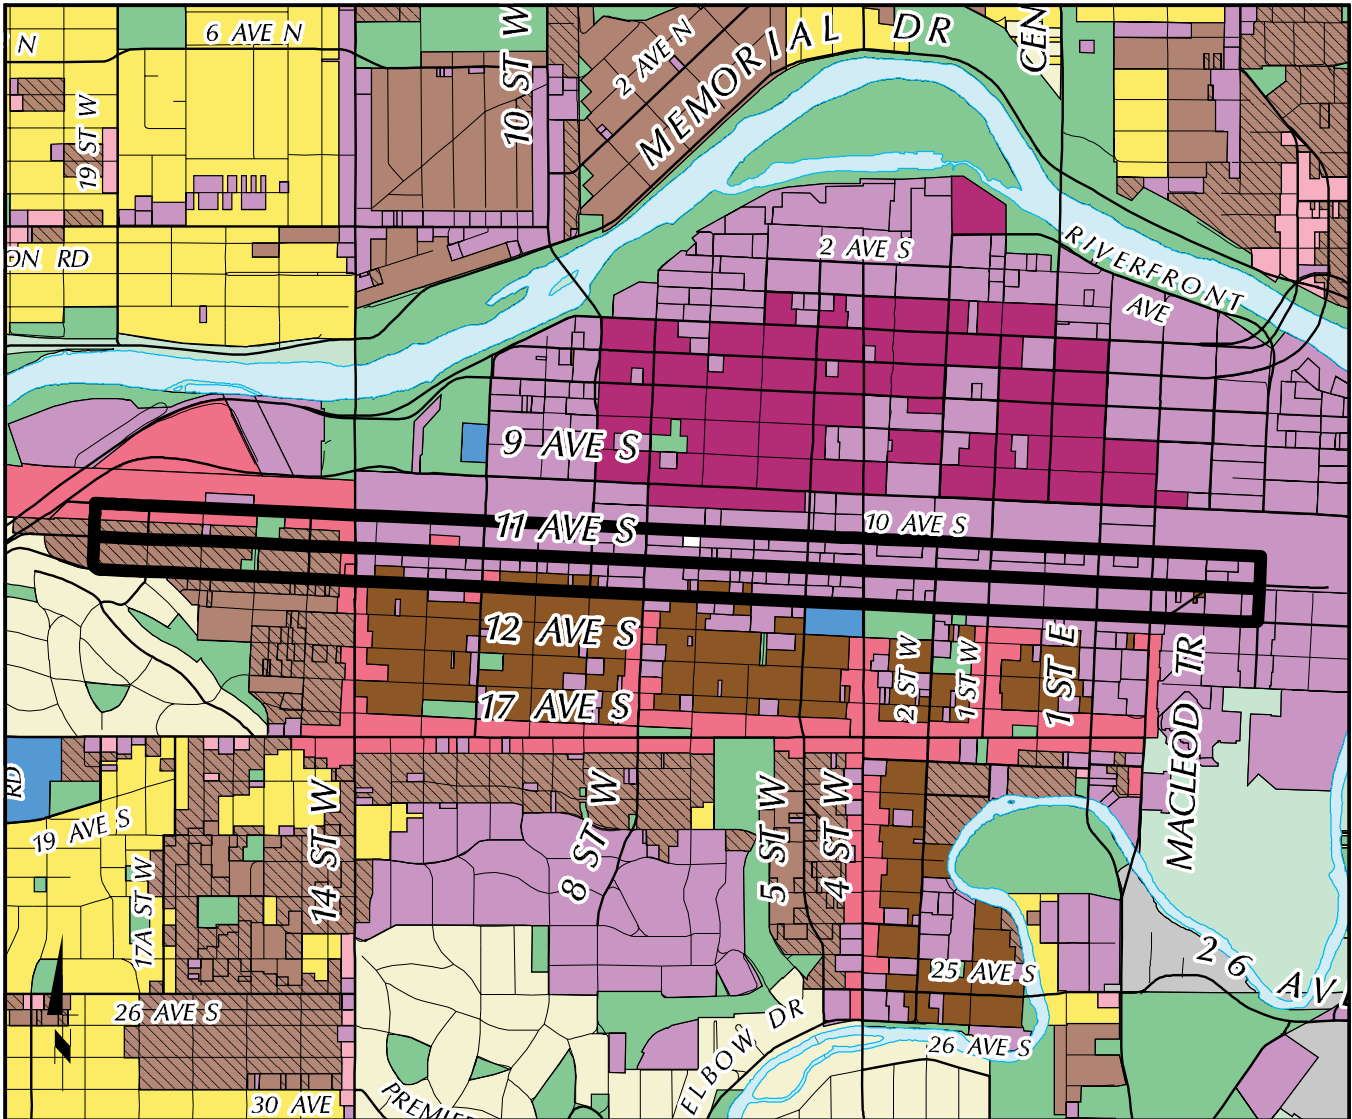 N
6 AVE N
10 ST W
2 AVE N
MEMORIAL DR
CEN
19 ST W
ON RD
2 AVE S
RIVERFRONT
AVE
9 AVE S
11 AVE S
10 AVE S
12 AVE S
17 AVE S
2 ST W
1 ST W
1 ST E
MACLEOD TR
RD
19 AVE S
17A ST W
14 ST W
8 ST W
5 ST W
4 ST W
25 AVE S
26 AV
26 AVE S
26 AVE S
ELBOW DR
30 AVE
PREMIE